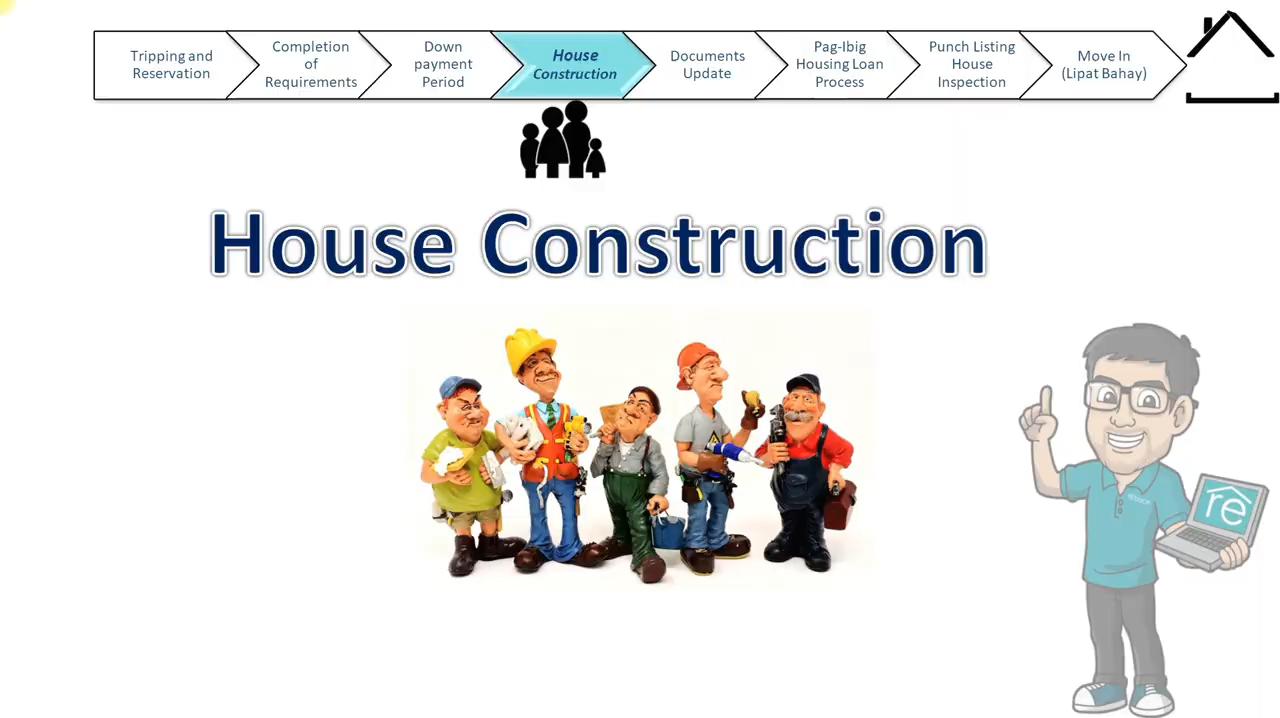 Tripping and
Reservation
Completion
of
Requirements
Down
payment
Period
House
Construction
Documents
Update
Pag-Ibig
Housing Loan
Process
Punch Listing
House
Inspection
Move In
(Lipat Bahay)
House Construction
re